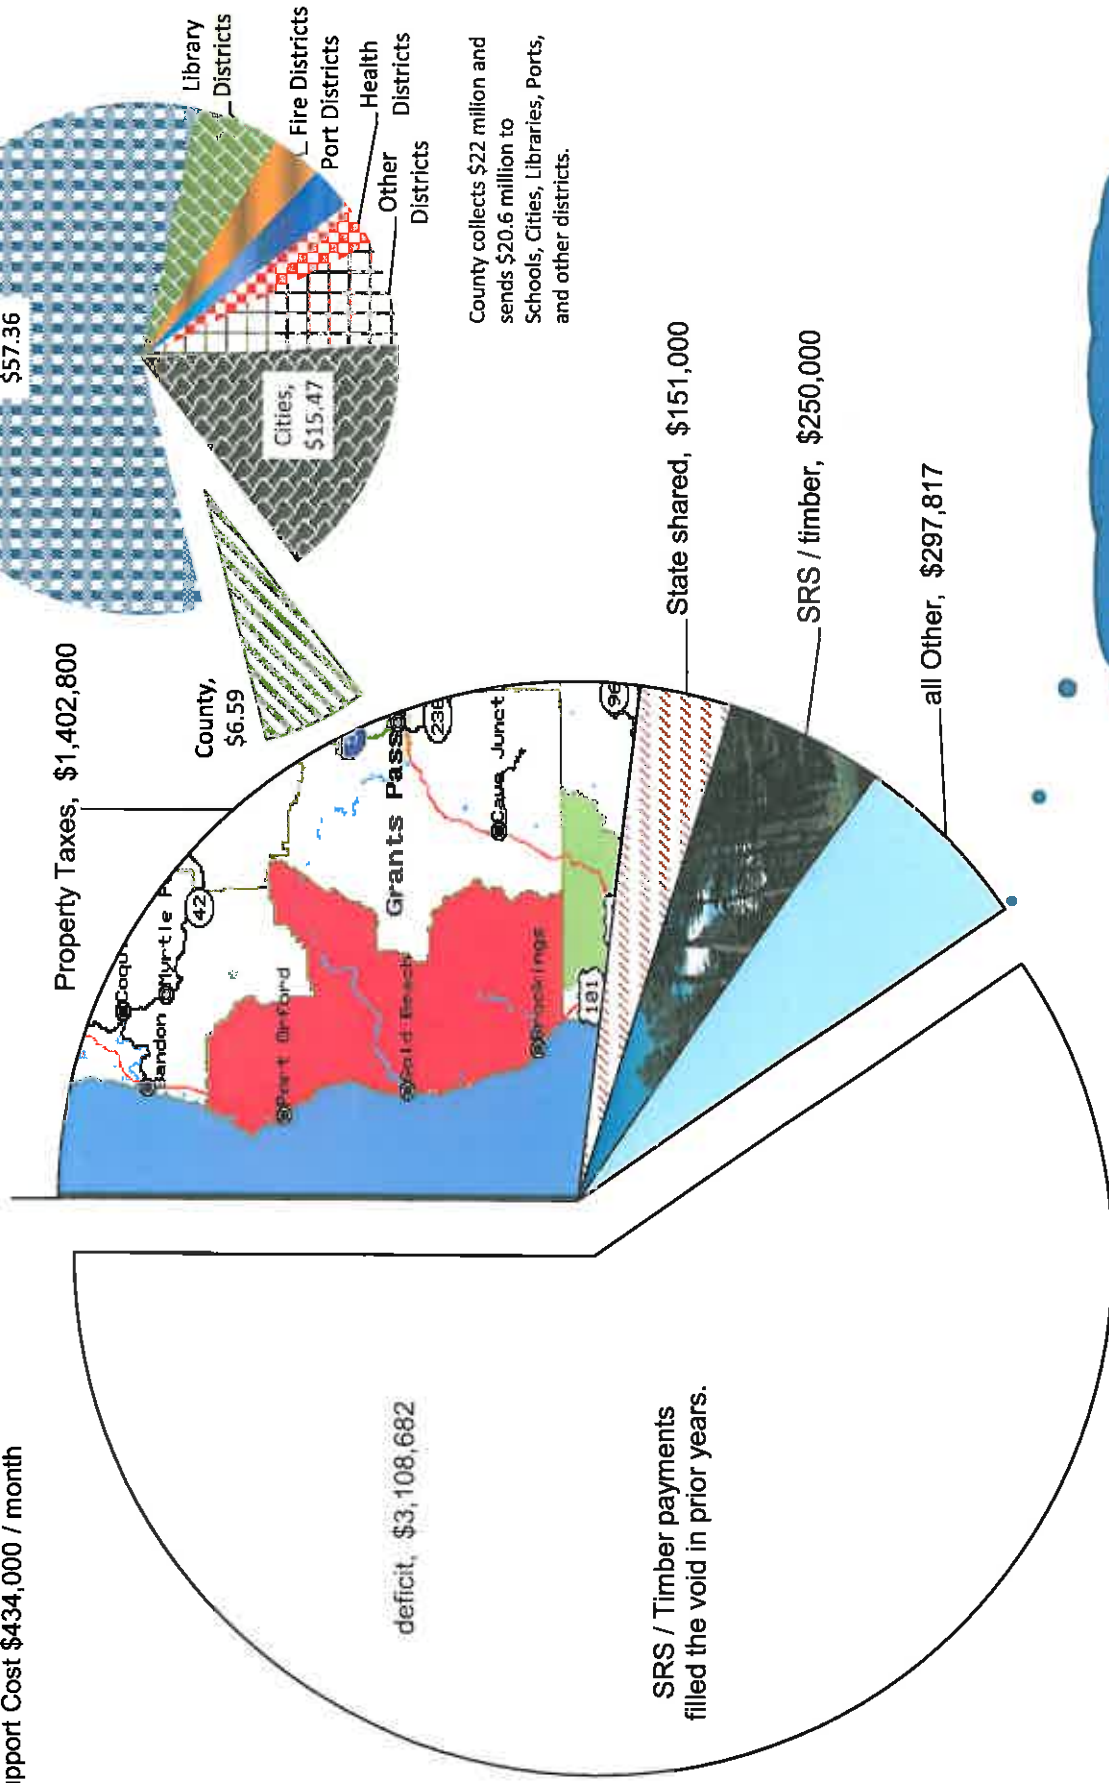 Support Cost $434,000 / month
$57.36
Library
Districts
Fire Districts
Port Districts
Health
Districts
Other
Districts
Cities,
$15.47
County,
$6.59
County collects $22 milion and
sends $20.6 million to
Schools, Cities, Libraries, Ports,
and other districts.
Property Taxes, $1,402,800
Coqu
Bandon
Myrtle P
42
Port Orford
Gold Beach
Grants Pass
238
Cave Junct
Brookings
101
96
State shared, $151,000
SRS / timber, $250,000
all Other, $297,817
deficit, $3,108,682
SRS / Timber payments
filled the void in prior years.